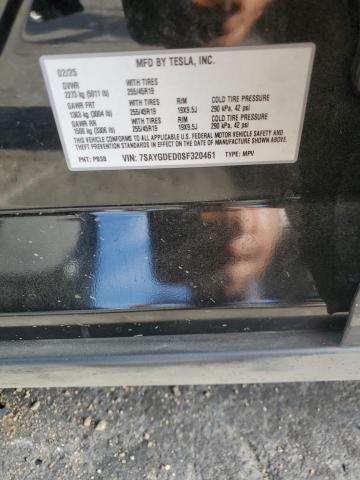 MFD BY TESLA, INC.
02/25
GVWR WITH TIRES
2273 kg (5011 lb) 255/45R19
GAWR FRT WITH TIRES RIM COLD TIRE PRESSURE
1363 kg (3004 lb) 255/45R19 19X9.5J 290 kPa, 42 psi
GAWR RR WITH TIRES RIM COLD TIRE PRESSURE
1500 kg (3306 lb) 255/45R19 19X9.5J 290 kPa, 42 psi
THIS VEHICLE CONFORMS TO ALL APPLICABLE U.S. FEDERAL MOTOR VEHICLE SAFETY AND
THEFT PREVENTION STANDARDS IN EFFECT ON THE DATE OF MANUFACTURE SHOWN ABOVE.
PNT: PBSB VIN: 7SAYGDED0SF320461 TYPE: MPV